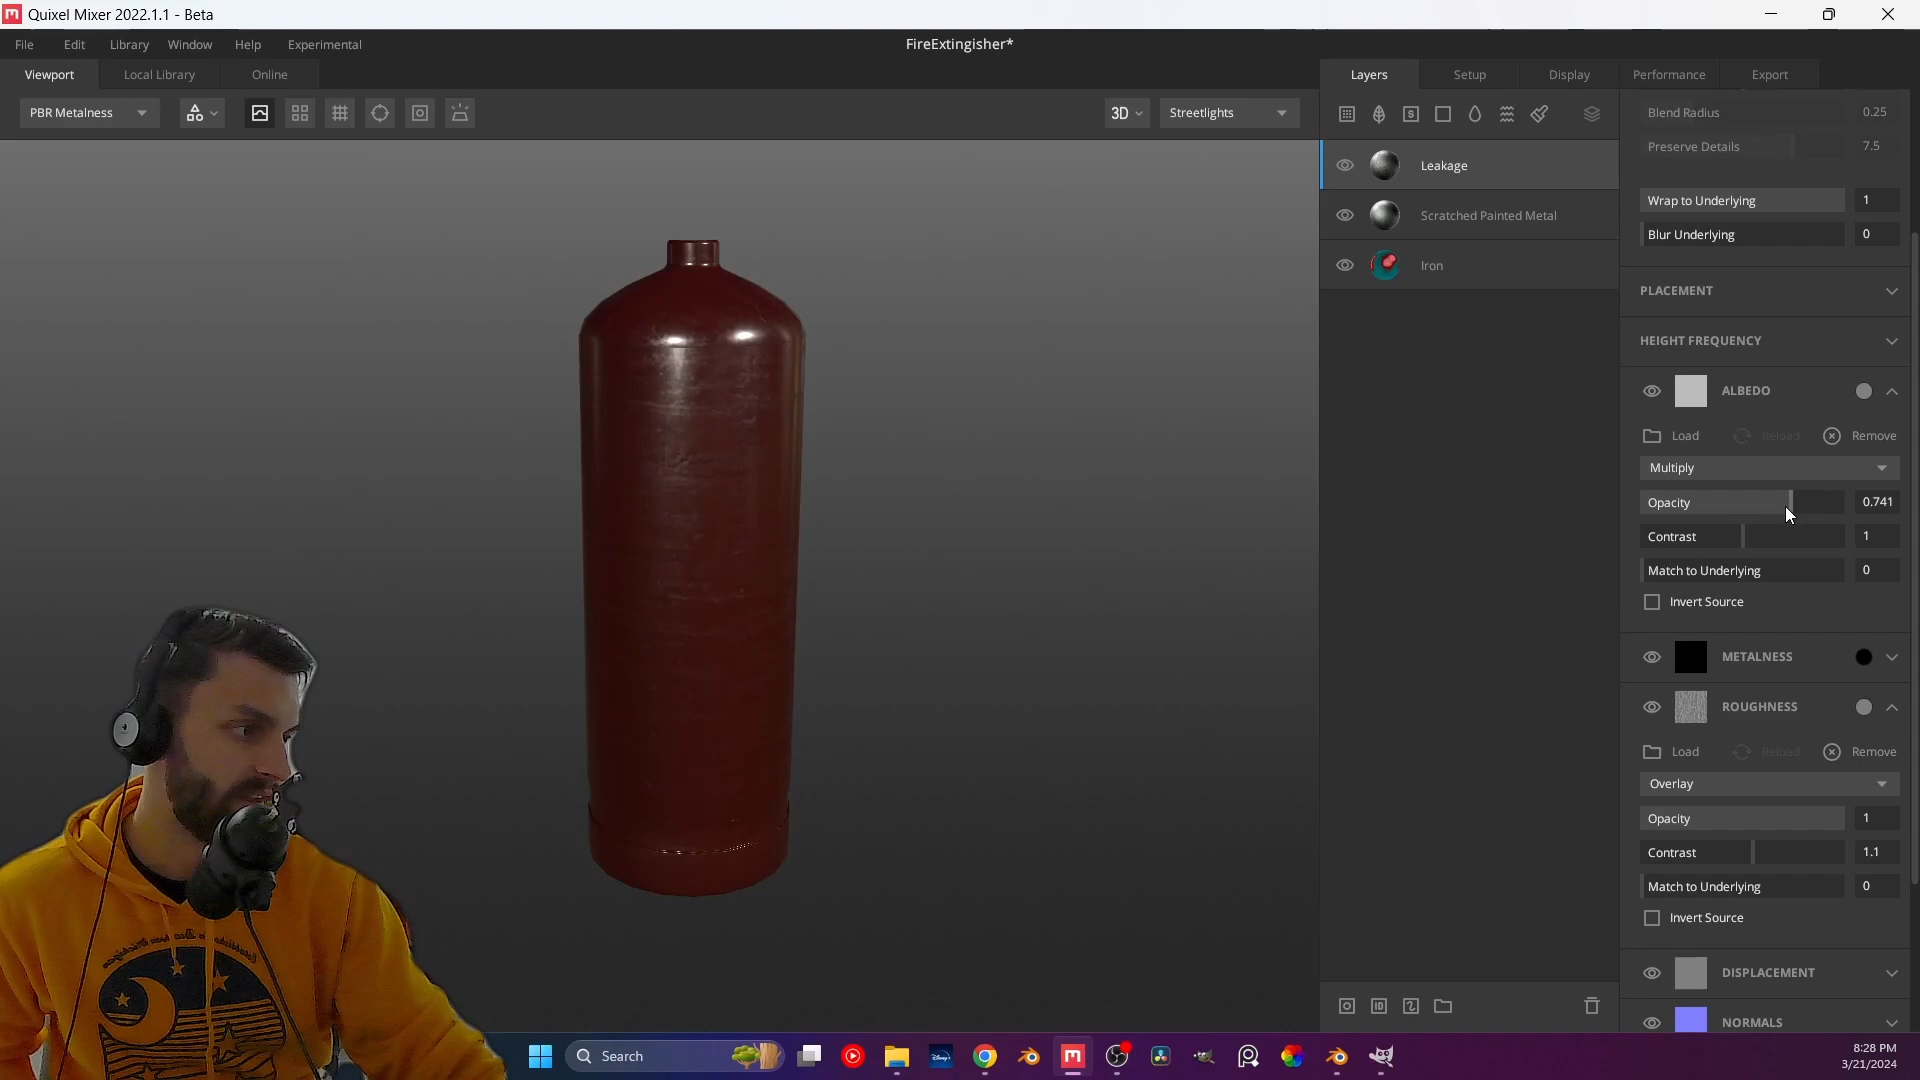 Quixel Mixer 2022.1.1 - Beta
File Edit Library Window Help Experimental
FireExtingisher*
Viewport Local Library Online
Layers Setup Display Performance Export
PBR Metalness
3D Streetlights
Blend Radius 0.25
Preserve Details 7.5
Leakage
Wrap to Underlying 1
Scratched Painted Metal
Blur Underlying 0
Iron
PLACEMENT
HEIGHT FREQUENCY
ALBEDO
Load Reload Remove
Multiply
Opacity 0.741
Contrast 1
Match to Underlying 0
Invert Source
METALNESS
ROUGHNESS
Load Reload Remove
Overlay
Opacity 1
Contrast 1.1
Match to Underlying 0
Invert Source
DISPLACEMENT
NORMALS
Search
8:28 PM
3/21/2024